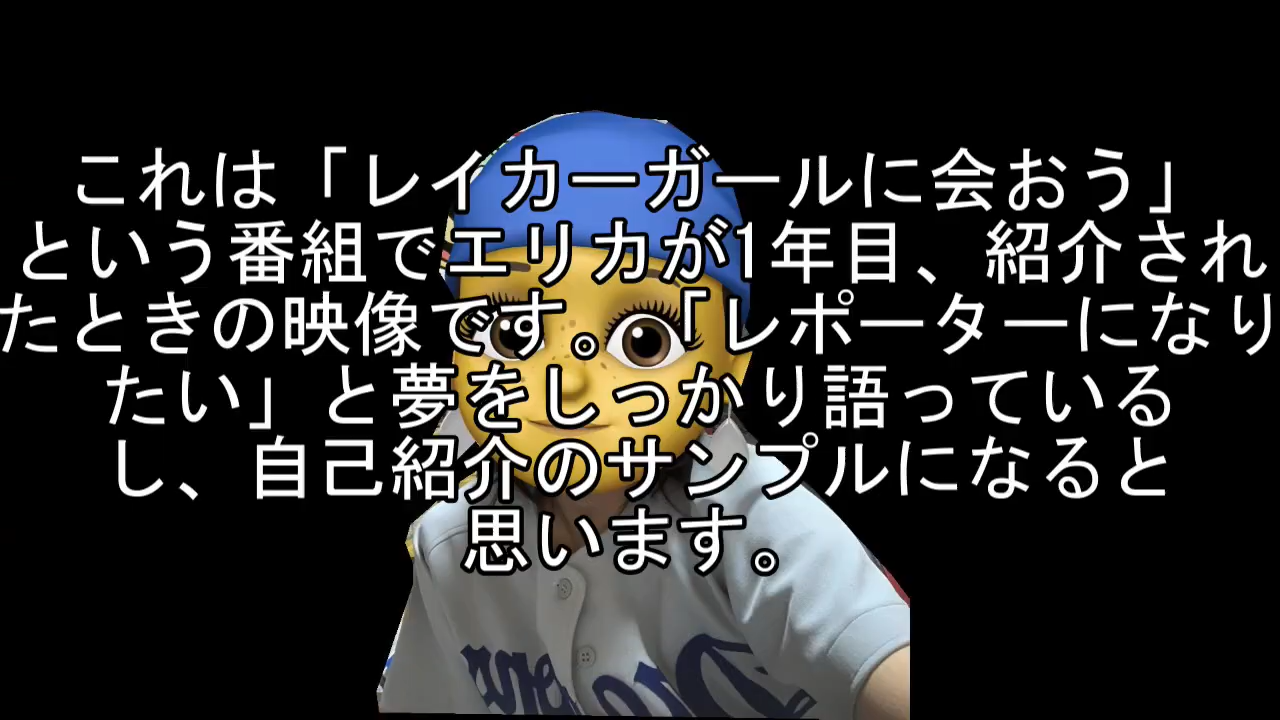 これは「レイカーガールに会おう」
という番組でエリカが1年目、紹介され
たときの映像です。「レポーターになり
たい」と夢をしっかり語っている
し、自己紹介のサンプルになると
思います。